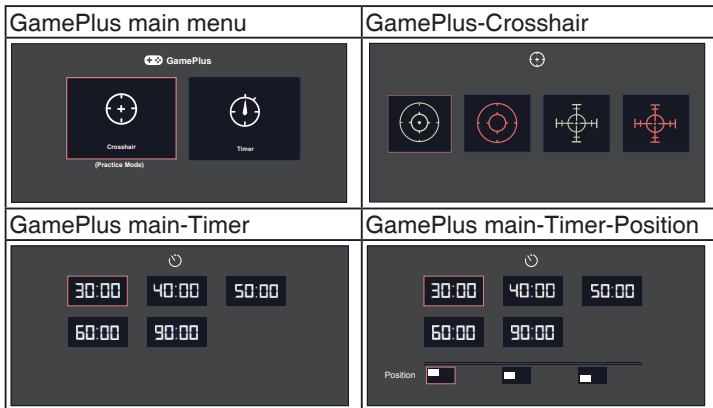 GamePlus main menu
GamePlus-Crosshair
GamePlus
Crosshair
Timer
(Practice Mode)
GamePlus main-Timer
GamePlus main-Timer-Position
30:00 40:00 50:00
60:00 90:00
30:00 40:00 50:00
60:00 90:00
Position